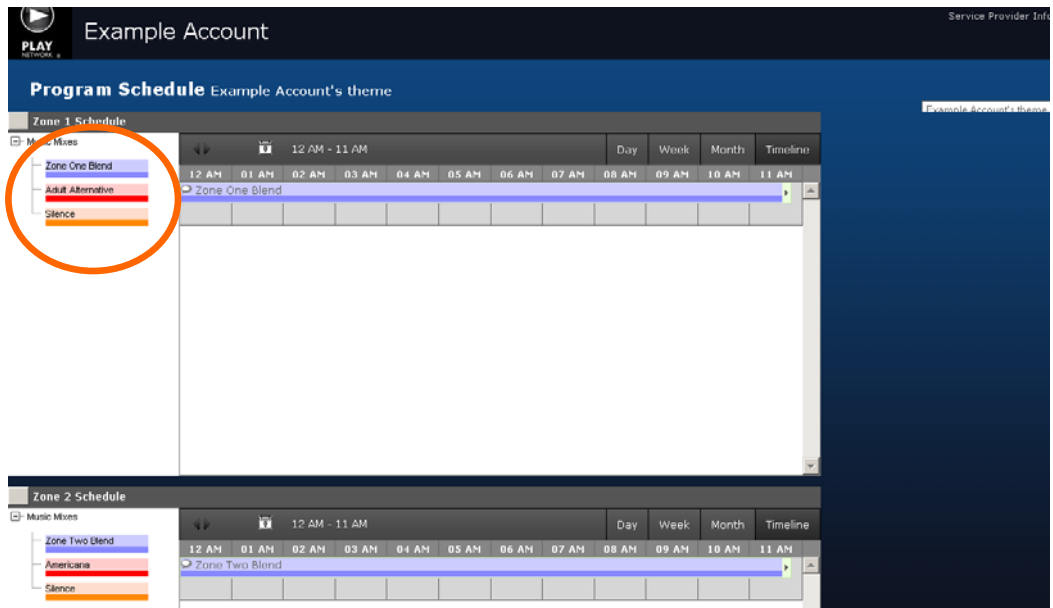 Service Provider Info
PLAY
NETWORK ®
Example Account
Program Schedule Example Account's theme
Example Account's theme
Zone 1 Schedule
Music Mixes
Zone One Blend
Adult Alternative
Silence
12 AM - 11 AM
Day Week Month Timeline
12 AM 01 AM 02 AM 03 AM 04 AM 05 AM 06 AM 07 AM 08 AM 09 AM 10 AM 11 AM
Zone One Blend
Zone 2 Schedule
Music Mixes
Zone Two Blend
Americana
Silence
12 AM - 11 AM
Day Week Month Timeline
12 AM 01 AM 02 AM 03 AM 04 AM 05 AM 06 AM 07 AM 08 AM 09 AM 10 AM 11 AM
Zone Two Blend